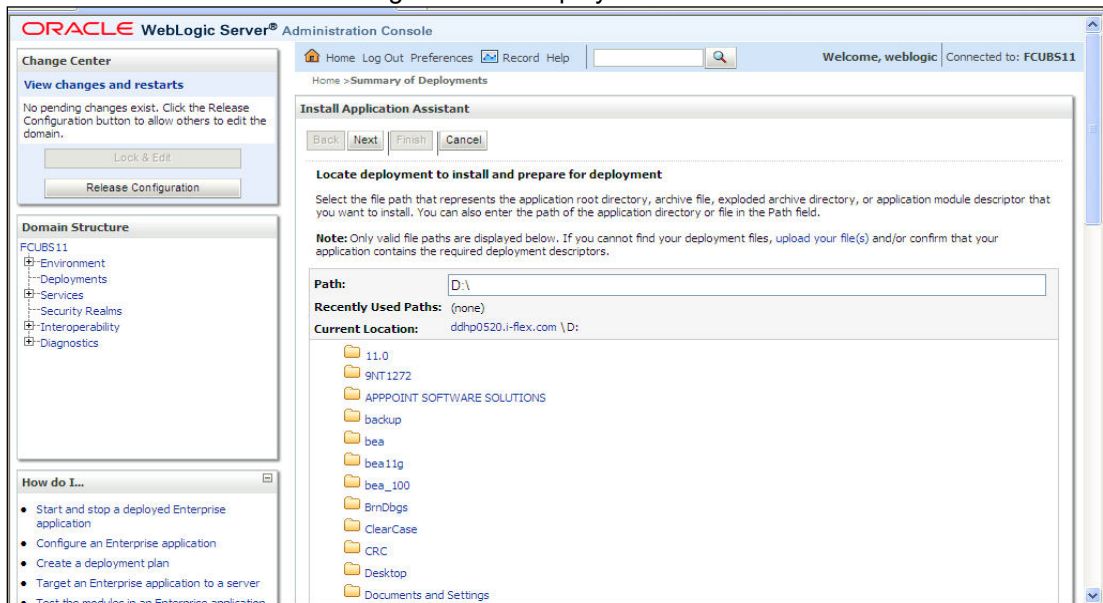 ORACLE WebLogic Server® Administration Console
Change Center
View changes and restarts
No pending changes exist. Click the Release
Configuration button to allow others to edit the
domain.
Lock & Edit
Release Configuration
Domain Structure
FCUBS11
Environment
Deployments
Services
Security Realms
Interoperability
Diagnostics
How do I...
Start and stop a deployed Enterprise
application
Configure an Enterprise application
Create a deployment plan
Target an Enterprise application to a server
Test the modules in an Enterprise application
Home Log Out Preferences Record Help
Welcome, weblogic Connected to: FCUBS11
Home >Summary of Deployments
Install Application Assistant
Back Next Finish Cancel
Locate deployment to install and prepare for deployment
Select the file path that represents the application root directory, archive file, exploded archive directory, or application module descriptor that
you want to install. You can also enter the path of the application directory or file in the Path field.
Note: Only valid file paths are displayed below. If you cannot find your deployment files, upload your file(s) and/or confirm that your
application contains the required deployment descriptors.
Path: D:\
Recently Used Paths: (none)
Current Location: ddhp0520.i-flex.com \D:
11.0
9NT1272
APPPOINT SOFTWARE SOLUTIONS
backup
bea
bea11g
bea_100
BrnDbgs
ClearCase
CRC
Desktop
Documents and Settings